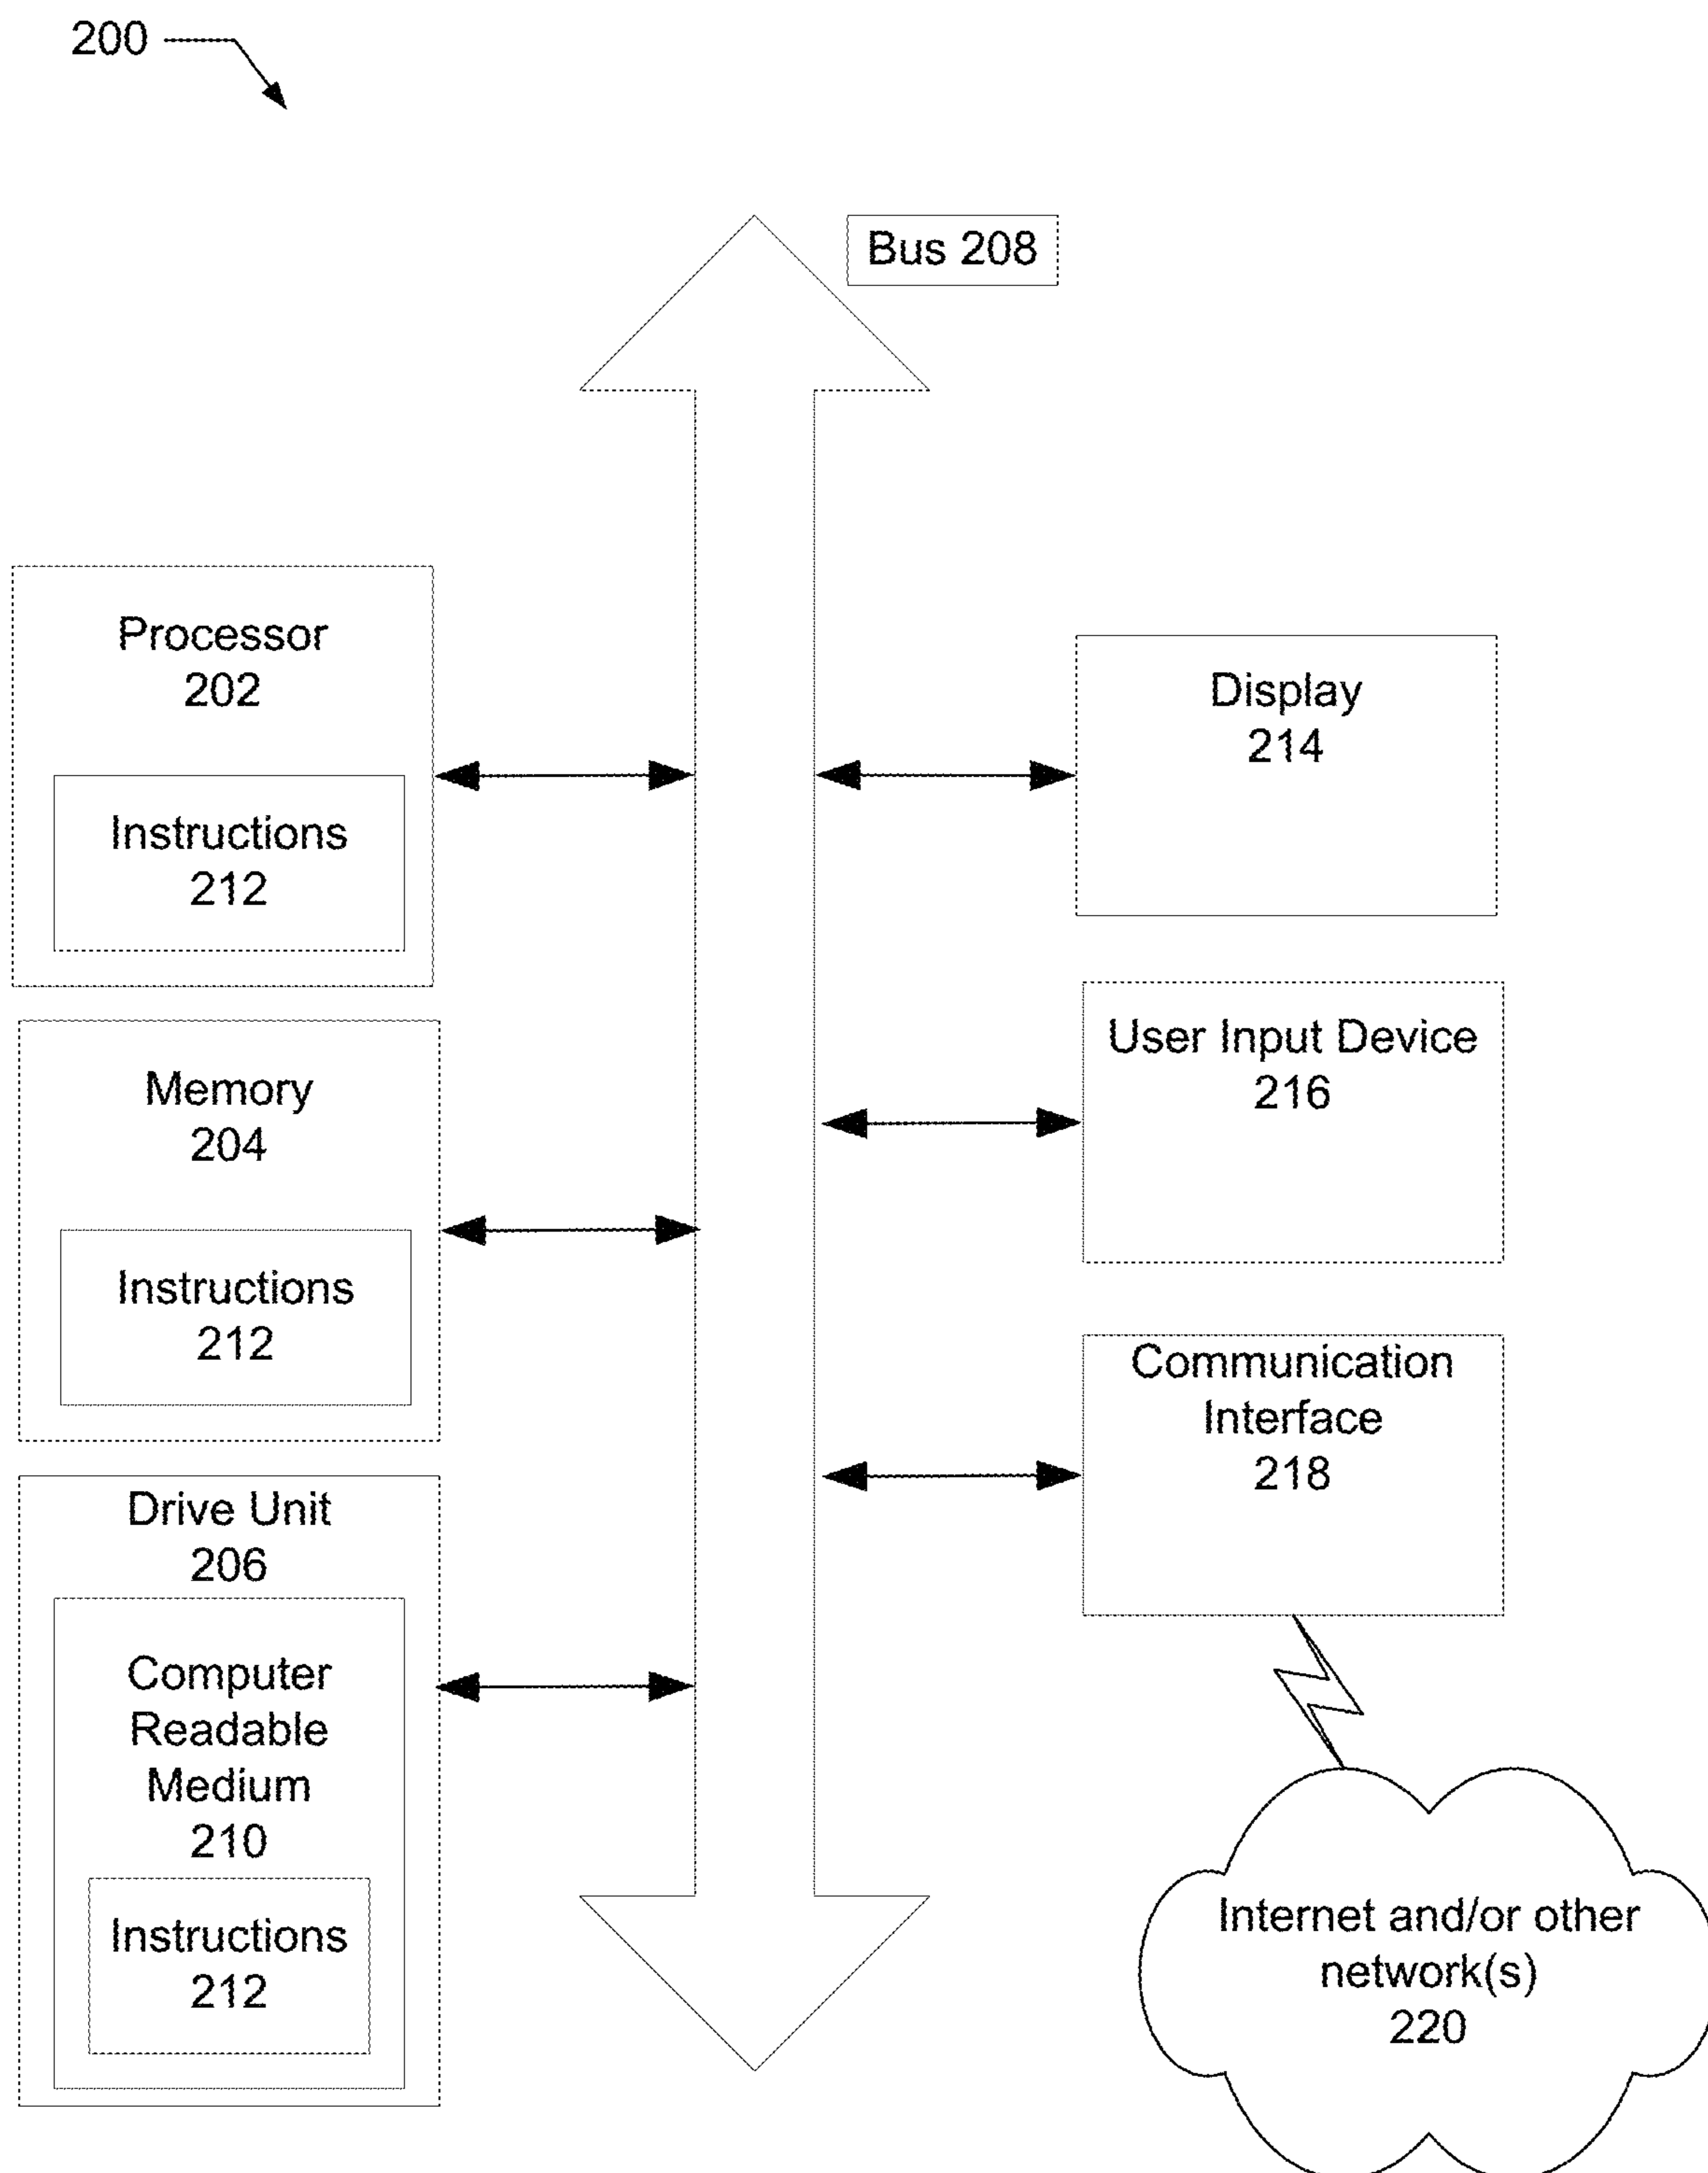 200
Bus 208
Processor
202
Instructions
212
Memory
204
Instructions
212
Drive Unit
206
Computer
Readable
Medium
210
Instructions
212
Display
214
User Input Device
216
Communication
Interface
218
Internet and/or other
network(s)
220